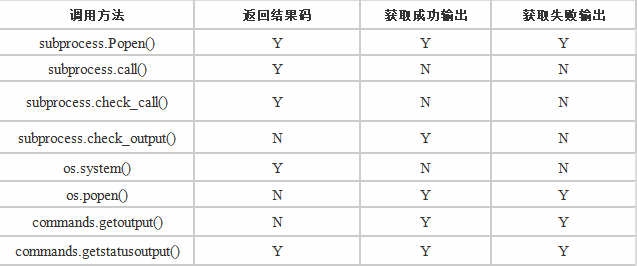 调用方法 返回结果码 获取成功输出 获取失败输出
subprocess.Popen() Y Y Y
subprocess.call() Y N N
subprocess.check_call() Y N N
subprocess.check_output() N Y N
os.system() Y N N
os.popen() N Y Y
commands.getoutput() N Y Y
commands.getstatusoutput() Y Y Y